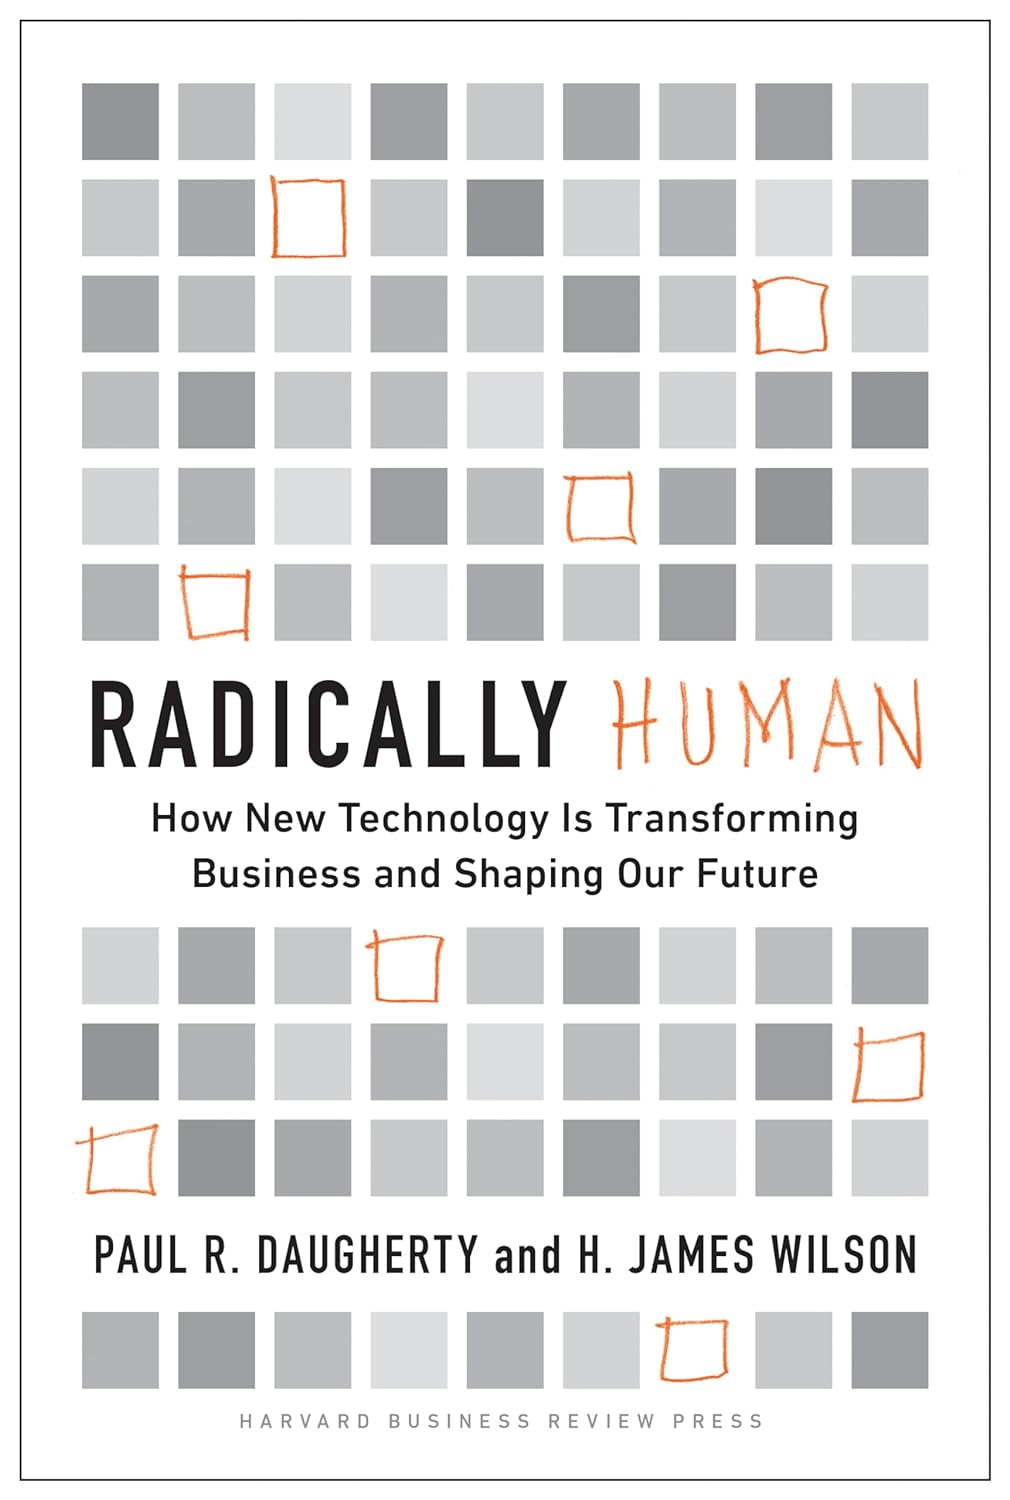 RADICALLY HUMAN
How New Technology Is Transforming
Business and Shaping Our Future
PAUL R. DAUGHERTY and H. JAMES WILSON
HARVARD BUSINESS REVIEW PRESS